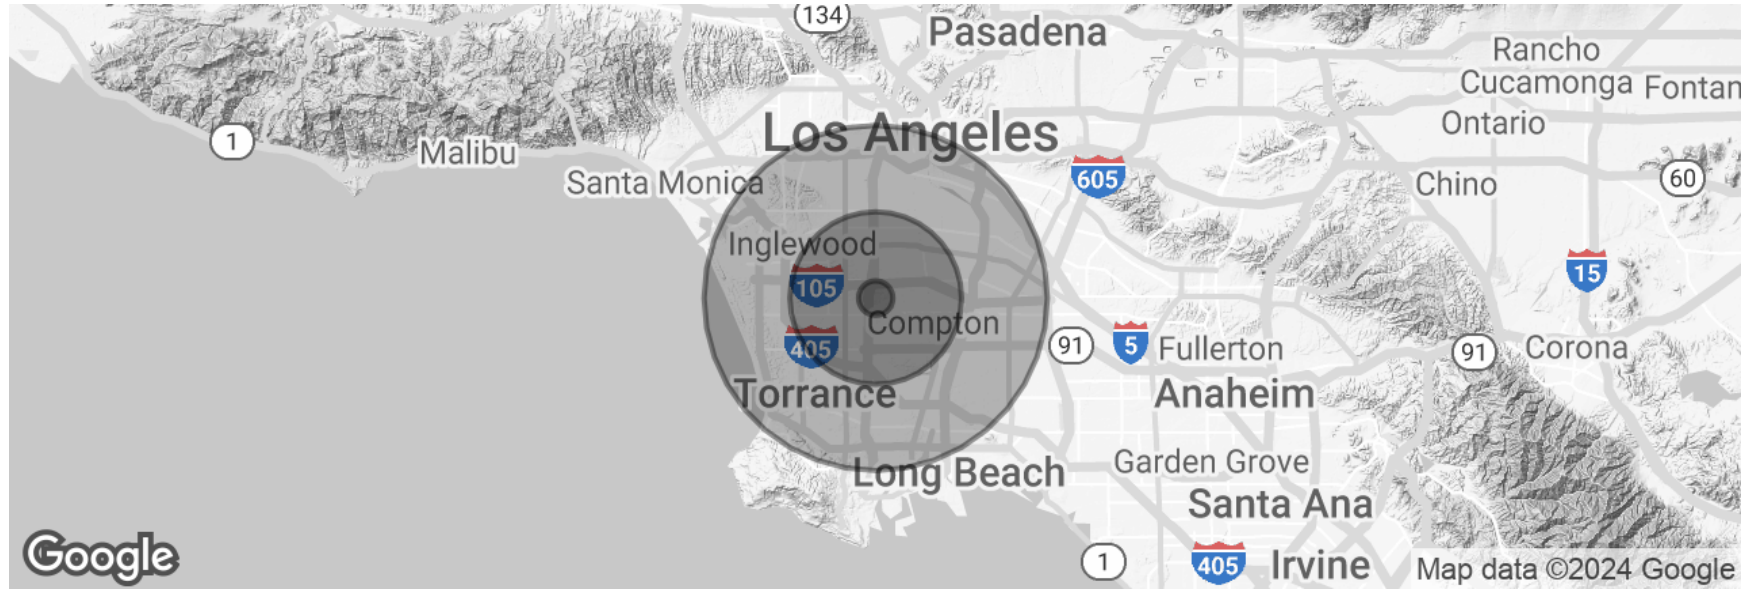 134
Pasadena
Rancho
Cucamonga
Fontan
Ontario
Los Angeles
1
Malibu
Santa Monica
605
Chino
60
Inglewood
105
15
Compton
405
91
5
Fullerton
91
Corona
Torrance
Anaheim
Long Beach
Garden Grove
Santa Ana
Google
1
405
Irvine
Map data ©2024 Google